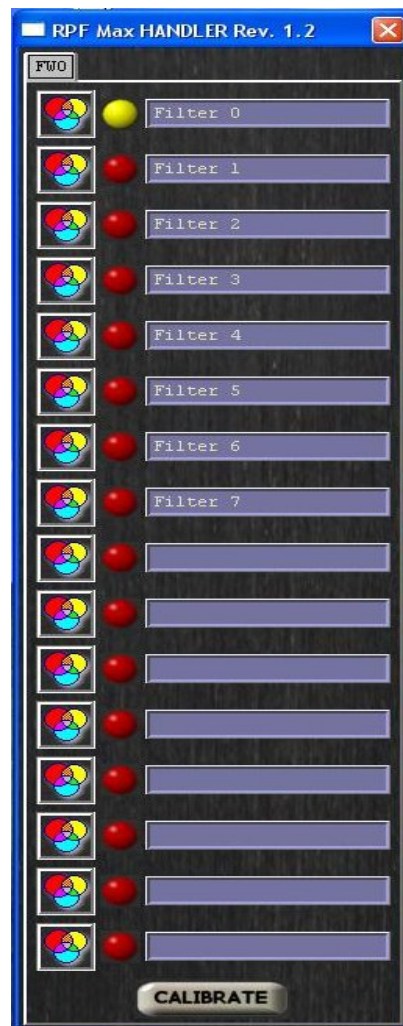 RPF Max HANDLER Rev. 1.2
FW0
Filter 0
Filter 1
Filter 2
Filter 3
Filter 4
Filter 5
Filter 6
Filter 7
CALIBRATE